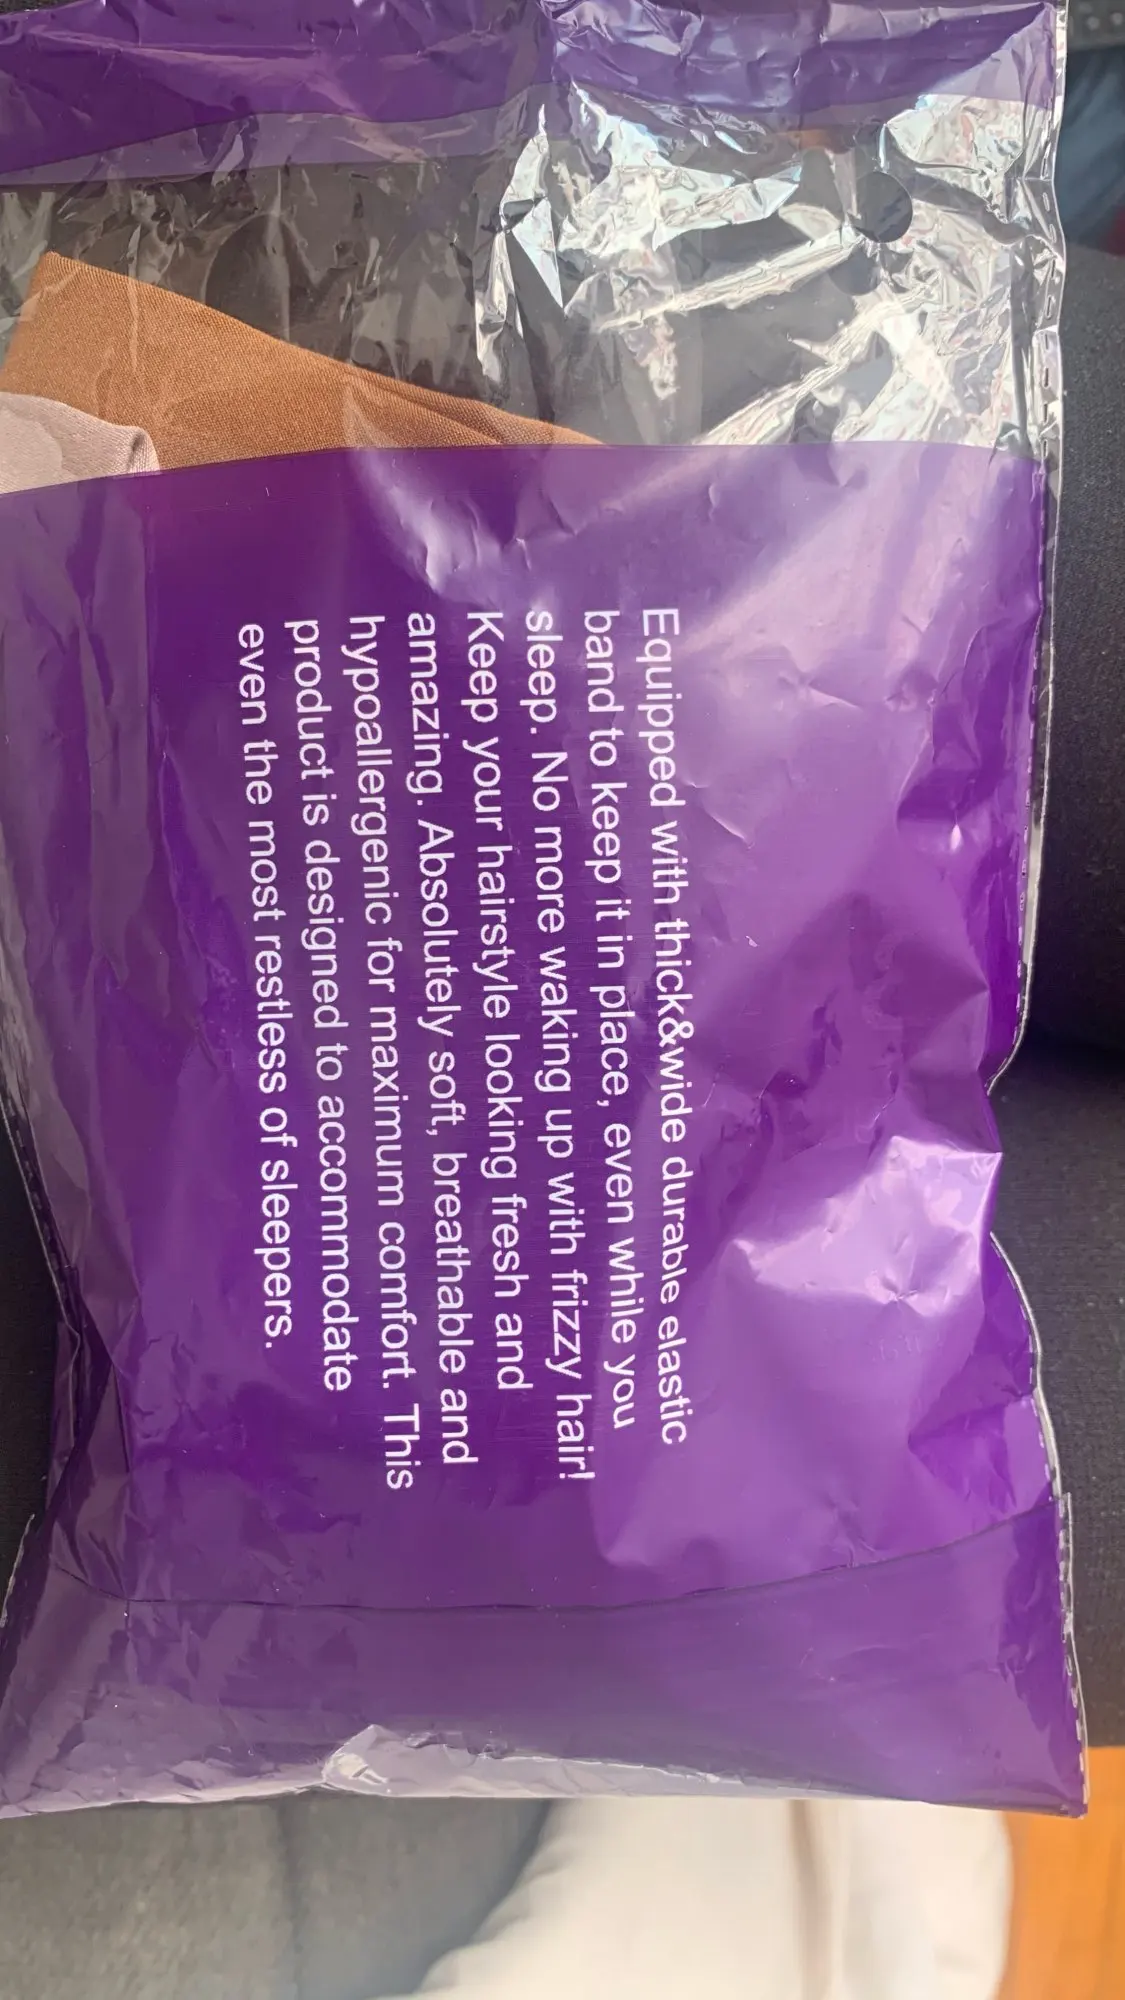 Equipped with thick&wide durable elastic
band to keep it in place, even while you
sleep. No more waking up with frizzy hair!
Keep your hairstyle looking fresh and
amazing. Absolutely soft, breathable and
hypoallergenic for maximum comfort. This
product is designed to accommodate
even the most restless of sleepers.